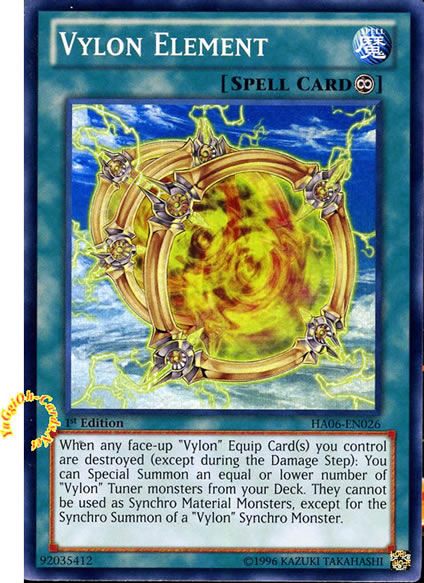 VYLON ELEMENT
魔
[SPELL CARD]
YuGgiOh-Cards.Net
1st Edition
HA06-EN026
When any face-up "Vylon" Equip Card(s) you control
are destroyed (except during the Damage Step): You
can Special Summon an equal or lower number of
"Vylon" Tuner monsters from your Deck. They cannot
be used as Synchro Material Monsters, except for the
Synchro Summon of a "Vylon" Synchro Monster.
92035412
©1996 KAZUKI TAKAHASHI